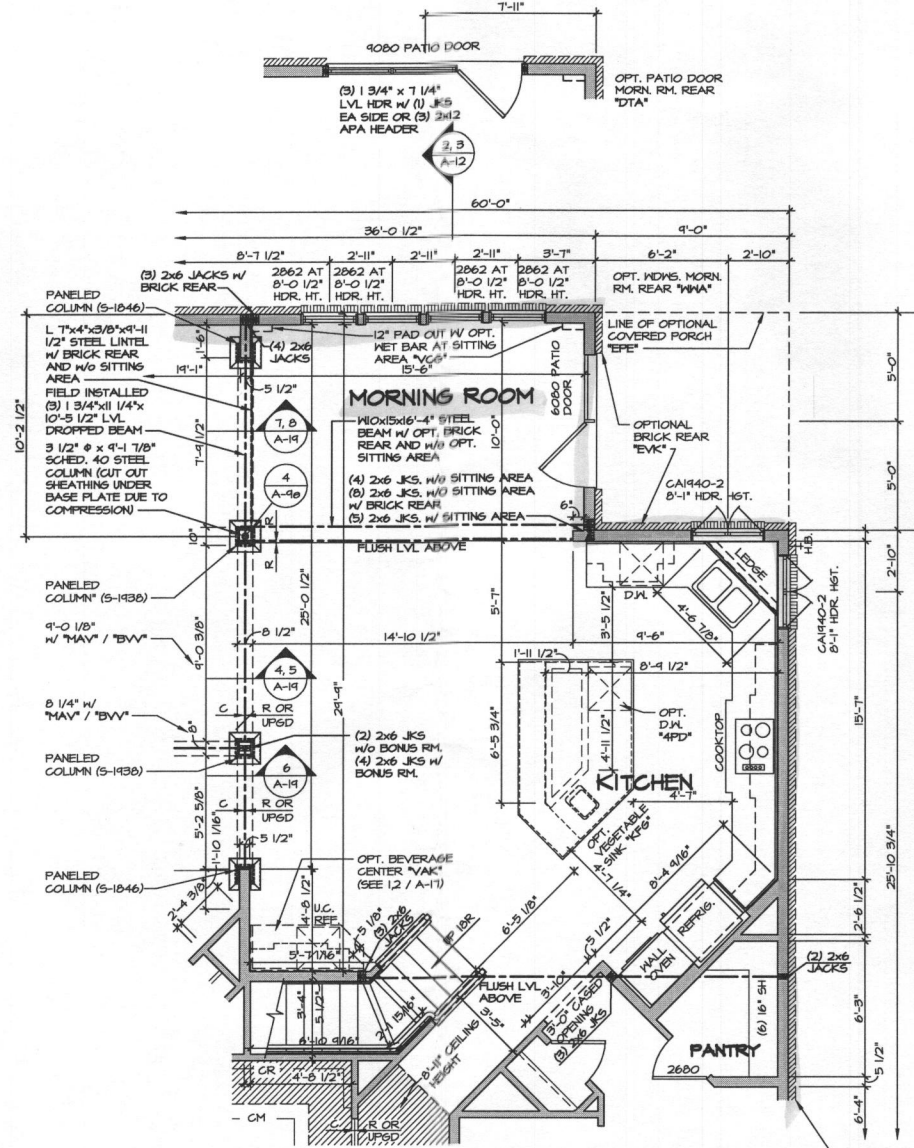 7'-11"
9080 PATIO DOOR
(3) 1 3/4" x 7 1/4"
LVL HDR w/ (1) JKS
EA SIDE OR (3) 2x12
APA HEADER
OPT. PATIO DOOR
MORN. RM. REAR
"DTA"
2, 3
A-12
60'-0"
36'-0 1/2"
9'-0"
8'-7 1/2"
2'-11"
2'-11"
2'-11"
3'-7"
6'-2"
2'-10"
(3) 2x6 JACKS w/
BRICK REAR
2862 AT
8'-0 1/2"
HDR. HT.
2862 AT
8'-0 1/2"
HDR. HT.
2862 AT
8'-0 1/2"
HDR. HT.
2862 AT
8'-0 1/2"
HDR. HT.
OPT. WDWS. MORN.
RM. REAR "WWA"
PANELED
COLUMN (S-1846)
L 7"x4"x3/8"x9'-11
1/2" STEEL LINTEL
W/ BRICK REAR
AND w/o SITTING
AREA
FIELD INSTALLED
(3) 1 3/4"x11 1/4"x
10'-5 1/2" LVL
DROPPED BEAM
3 1/2" Φ x 9'-1 7/8"
SCHED. 40 STEEL
COLUMN (CUT OUT
SHEATHING UNDER
BASE PLATE DUE TO
COMPRESSION)
10'-2 1/2"
1'-6"
19'-1"
(4) 2x6
JACKS
12" PAD OUT W/ OPT.
WET BAR AT SITTING
AREA "VCG"
15'-6"
5 1/2"
LINE OF OPTIONAL
COVERED PORCH
"EPE"
5'-0"
7'-9 1/2"
7, 8
A-19
MORNING ROOM
W10x15x16'-4" STEEL
BEAM W/ OPT. BRICK
REAR AND w/o OPT.
SITTING AREA
10'-0"
6080 PATIO
DOOR
OPTIONAL
BRICK REAR
"EVK"
4
A-9a
(4) 2x6 JKS. w/o SITTING AREA
(8) 2x6 JKS. W/O SITTING AREA
w/ BRICK REAR
(5) 2x6 JKS. w/ SITTING AREA
6"
CA1940-2
8'-1" HDR. HGT.
5'-0"
10"
R
R
FLUSH LVL ABOVE
H.B.
2'-10"
PANELED
COLUMN" (S-1938)
9'-0 1/8"
W/ "MAV" / "BVV"
9'-0 3/8"
25'-0 1/2"
8 1/2"
14'-10 1/2"
5'-7"
D.W.
3'-5 1/2"
LEDGE
4'-6 7/8"
9'-6"
CA1940-2
8'-1" HDR. HGT.
1'-11 1/2"
8'-9 1/2"
4, 5
A-19
29'-9"
8 1/4" w/
"MAV" / "BVV"
8"
C
R OR
UPGD
6'-5 3/4"
4'-11 1/2"
OPT.
D.W.
"4PD"
15'-7"
PANELED
COLUMN (S-1938)
(2) 2x6 JKS
w/o BONUS RM.
(4) 2x6 JKS w/
BONUS RM.
6
A-19
COOKTOP
KITCHEN
4'-7"
5'-2 5/8"
C
R OR
UPGD
1'-10 1/16"
5 1/2"
OPT.
VEGETABLE
SINK "KFG"
4'-7 1/4"
8'-4 9/16"
25'-10 3/4"
PANELED
COLUMN (S-1846)
OPT. BEVERAGE
CENTER "VAK"
(SEE 1,2 / A-17)
2'-4 3/8"
U.C.
REF
4'-8 1/2"
5'-7 1/16"
5 1/8"
(3) 2x6
JACKS
6'-5 1/8"
5 1/2"
WALL
OVEN
REFRIG.
2'-6 1/2"
(2) 2x6
JACKS
FLUSH LVL
ABOVE
3'-10"
3'-0" CASED
OPENING
(3) 2x6 JKS
3'-5"
3'-4"
5 1/2"
2'-1 15/16"
6'-10 9/16"
8'-11" CEILING
HEIGHT
(6) 16" SH
6'-3"
PANTRY
2680
5 1/2"
6'-4"
CR
4'-8 1/2"
CM
C
R OR
UPGD